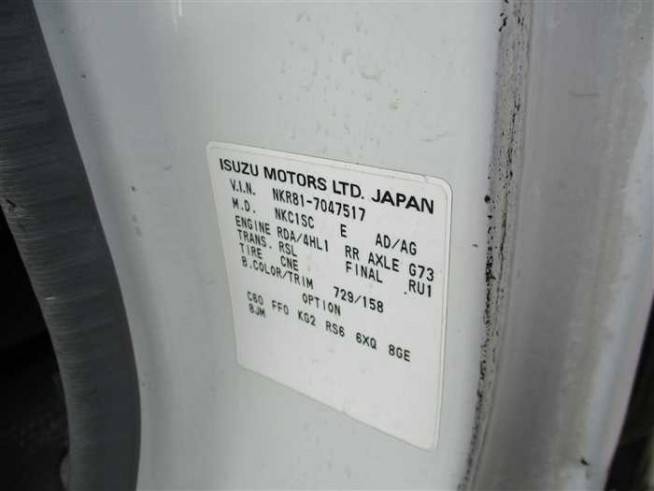 ISUZU MOTORS LTD. JAPAN
V.I.N. NKR81-7047517
M.D. NKC1SC E AD/AG
ENGINE RDA/4HL1 RR AXLE G73
TRANS. RSL FINAL RU1
TIRE CNE
B.COLOR/TRIM 729/158
OPTION
C80 FF0 KG2 RS6 6XQ 8GE
8JM